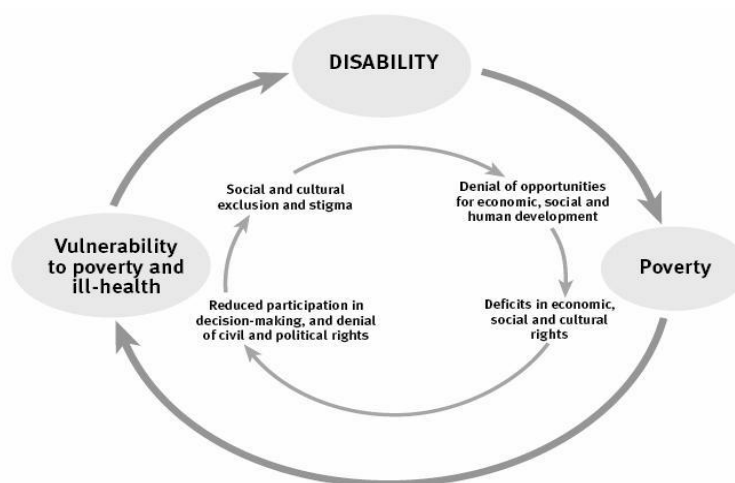 DISABILITY
Social and cultural
exclusion and stigma
Denial of opportunities
for economic, social and
human development
Vulnerability
to poverty and
ill-health
Poverty
Reduced participation in
decision-making, and denial
of civil and political rights
Deficits in economic,
social and cultural
rights